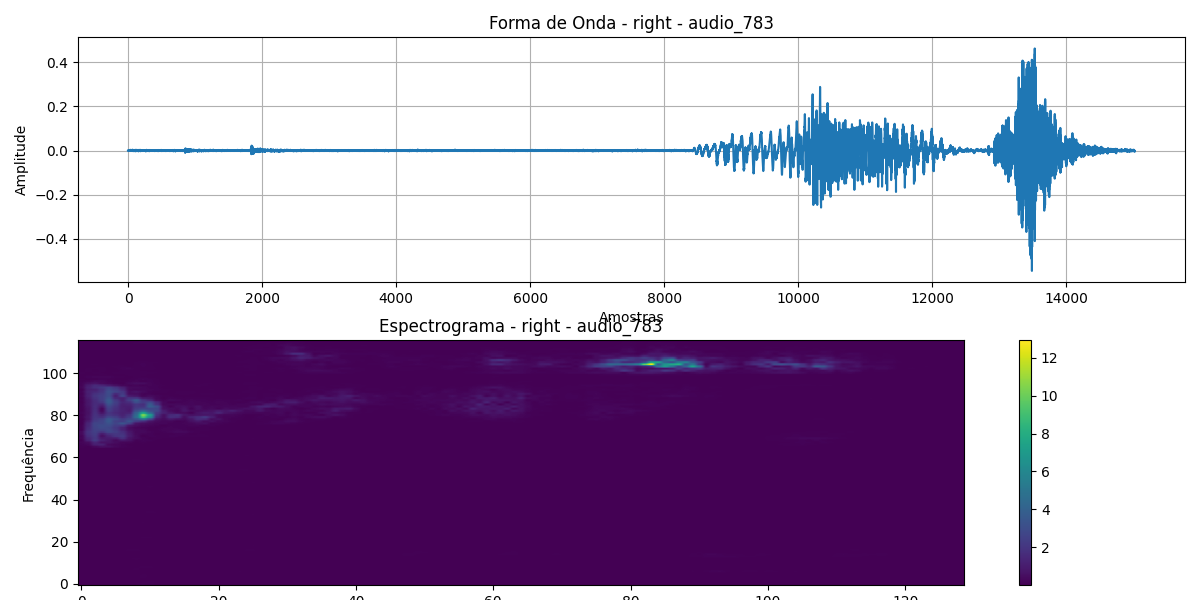 Forma de Onda - right - audio_783
Amplitude
0.4
0.2
0.0
−0.2
−0.4
0 2000 4000 6000 8000 10000 12000 14000
Amostras
Espectrograma - right - audio_783
Frequência
100
80
60
40
20
0
0 20 40 60 80 100 120
12
10
8
6
4
2